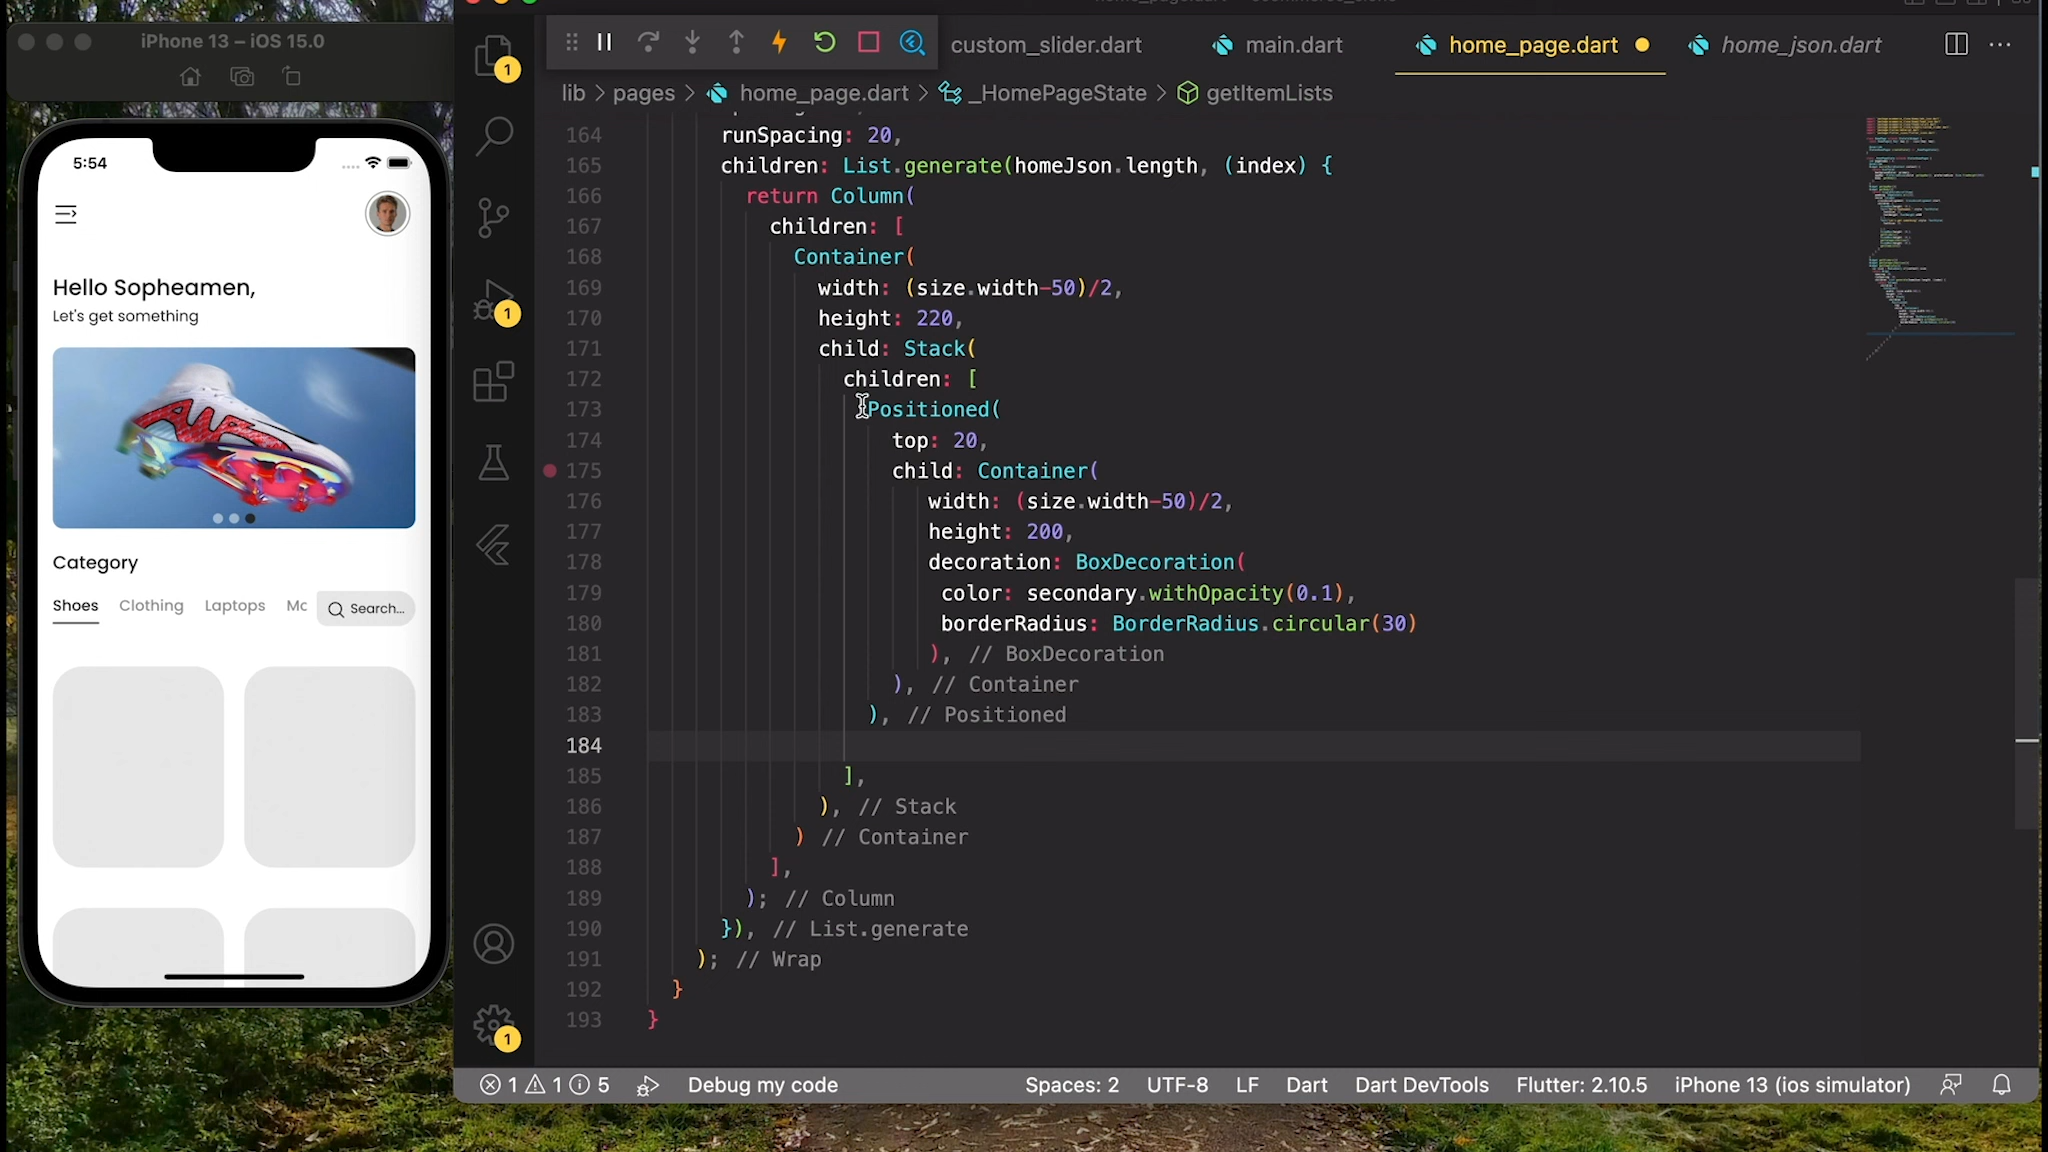 iPhone 13 – iOS 15.0
5:54
Hello Sopheamen,
Let's get something
Category
Shoes Clothing Laptops Mc Search...
custom_slider.dart main.dart home_page.dart home_json.dart
lib > pages > home_page.dart > _HomePageState > getItemLists
164 runSpacing: 20,
165 children: List.generate(homeJson.length, (index) {
166 return Column(
167 children: [
168 Container(
169 width: (size.width-50)/2,
170 height: 220,
171 child: Stack(
172 children: [
173 Positioned(
174 top: 20,
175 child: Container(
176 width: (size.width-50)/2,
177 height: 200,
178 decoration: BoxDecoration(
179 color: secondary.withOpacity(0.1),
180 borderRadius: BorderRadius.circular(30)
181 ), // BoxDecoration
182 ), // Container
183 ), // Positioned
184
185 ],
186 ), // Stack
187 ) // Container
188 ],
189 ); // Column
190 }), // List.generate
191 ); // Wrap
192 }
193 }
1
1
1
1 1 5 Debug my code Spaces: 2 UTF-8 LF Dart Dart DevTools Flutter: 2.10.5 iPhone 13 (ios simulator)